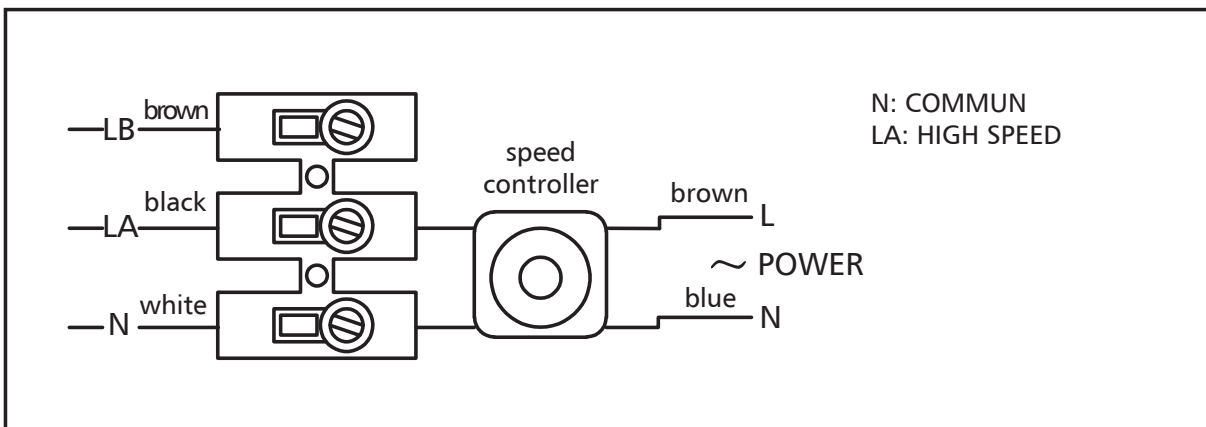 brown
LB
black
LA
white
N
speed
controller
brown
L
~ POWER
blue
N
N: COMMUN
LA: HIGH SPEED